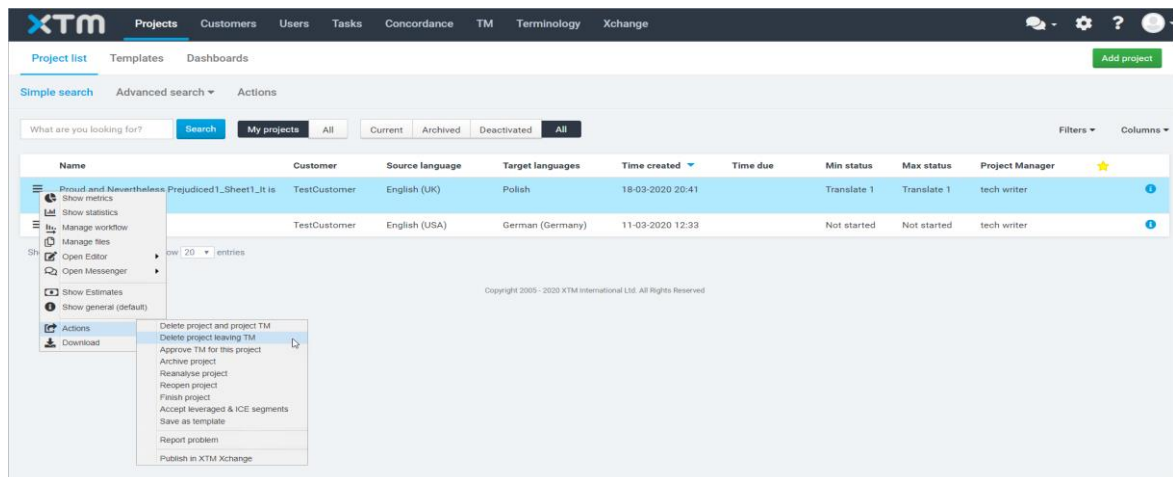 XTM Projects Customers Users Tasks Concordance TM Terminology Xchange ?
Project list Templates Dashboards Add project
Simple search Advanced search Actions
What are you looking for? Search My projects All Current Archived Deactivated All Filters Columns
Name Customer Source language Target languages Time created Time due Min status Max status Project Manager
Proud and Nevertheless Prejudiced1_Sheet1_It is TestCustomer English (UK) Polish 18-03-2020 20:41 Translate 1 Translate 1 tech writer
Show metrics
Show statistics
Manage workflow TestCustomer English (USA) German (Germany) 11-03-2020 12:33 Not started Not started tech writer
Manage files
Open Editor 20 entries
Open Messenger
Show Estimates Copyright 2005 - 2020 XTM International Ltd. All Rights Reserved
Show general (default)
Actions
Download
Delete project and project TM
Delete project leaving TM
Approve TM for this project
Archive project
Reanalyse project
Reopen project
Finish project
Accept leveraged & ICE segments
Save as template
Report problem
Publish in XTM Xchange